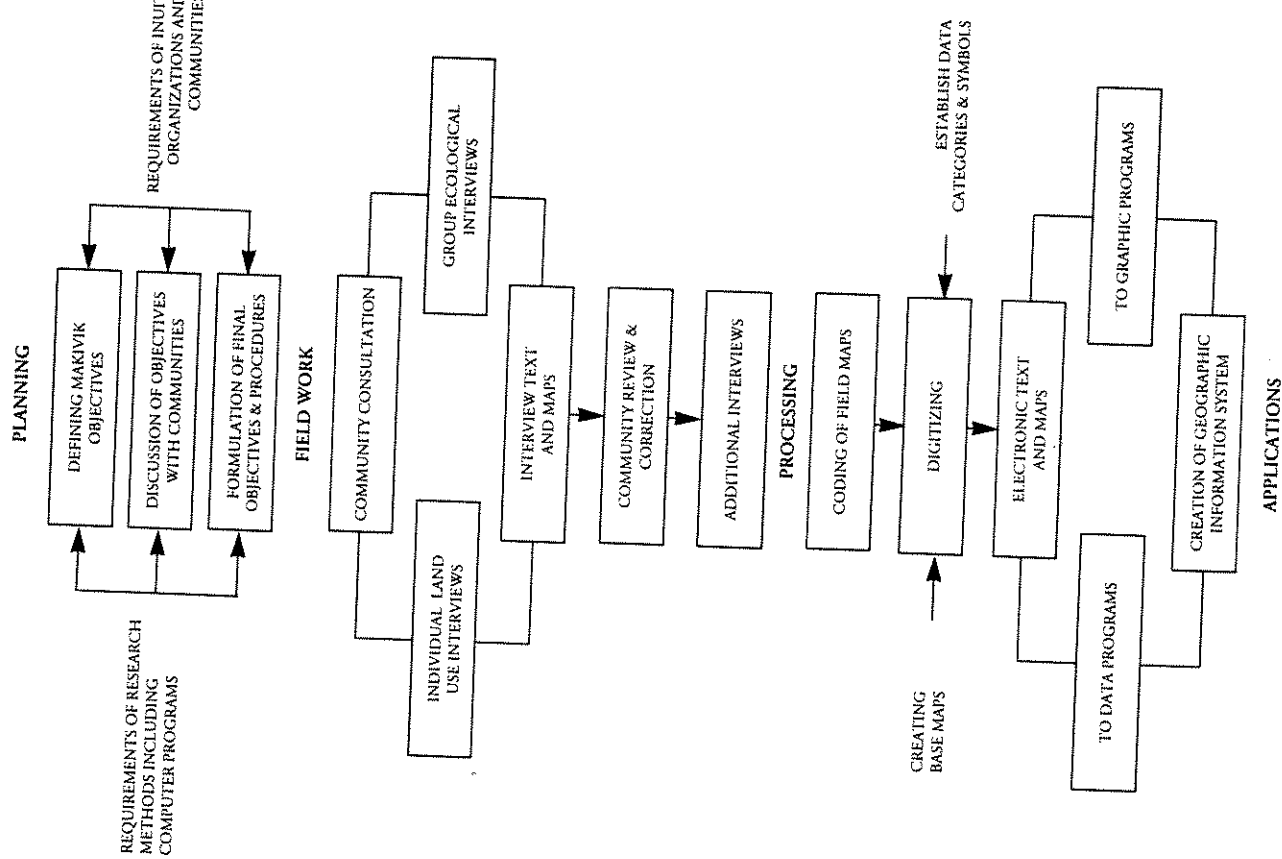 PLANNING
REQUIREMENTS OF RESEARCH
METHODS INCLUDING
COMPUTER PROGRAMS
DEFINING MAKIVIK
OBJECTIVES
DISCUSSION OF OBJECTIVES
WITH COMMUNITIES
FORMULATION OF FINAL
OBJECTIVES & PROCEDURES
REQUIREMENTS OF INUIT
ORGANIZATIONS AND
COMMUNITIES
FIELD WORK
COMMUNITY CONSULTATION
INDIVIDUAL LAND
USE INTERVIEWS
GROUP ECOLOGICAL
INTERVIEWS
INTERVIEW TEXT
AND MAPS
COMMUNITY REVIEW &
CORRECTION
ADDITIONAL INTERVIEWS
PROCESSING
CODING OF FIELD MAPS
CREATING
BASE MAPS
DIGITIZING
ESTABLISH DATA
CATEGORIES & SYMBOLS
ELECTRONIC TEXT
AND MAPS
TO DATA PROGRAMS
TO GRAPHIC PROGRAMS
CREATION OF GEOGRAPHIC
INFORMATION SYSTEM
APPLICATIONS